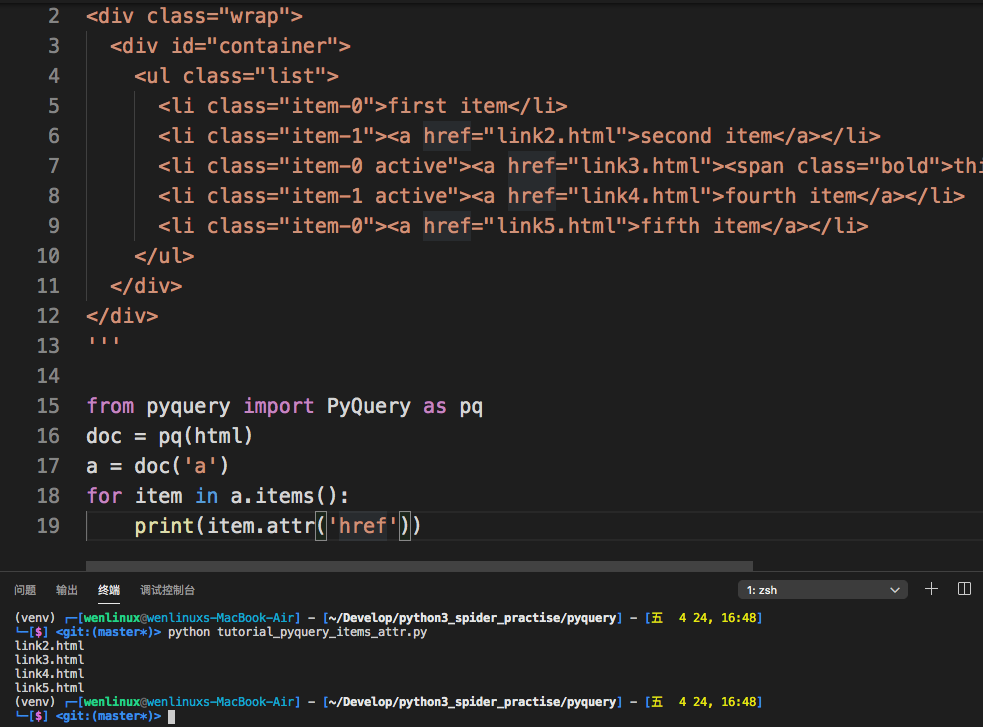 2 <div class="wrap">
3 <div id="container">
4 <ul class="list">
5 <li class="item-0">first item</li>
6 <li class="item-1"><a href="link2.html">second item</a></li>
7 <li class="item-0 active"><a href="link3.html"><span class="bold">thi
8 <li class="item-1 active"><a href="link4.html">fourth item</a></li>
9 <li class="item-0"><a href="link5.html">fifth item</a></li>
10 </ul>
11 </div>
12 </div>
13 '''
14
15 from pyquery import PyQuery as pq
16 doc = pq(html)
17 a = doc('a')
18 for item in a.items():
19 print(item.attr('href'))
问题 输出 终端 调试控制台 1: zsh
(venv) ┌─[wenlinux@wenlinuxs-MacBook-Air] - [~/Develop/python3_spider_practise/pyquery] - [五 4 24, 16:48]
└─[$] <git:(master*)> python tutorial_pyquery_items_attr.py
link2.html
link3.html
link4.html
link5.html
(venv) ┌─[wenlinux@wenlinuxs-MacBook-Air] - [~/Develop/python3_spider_practise/pyquery] - [五 4 24, 16:48]
└─[$] <git:(master*)>